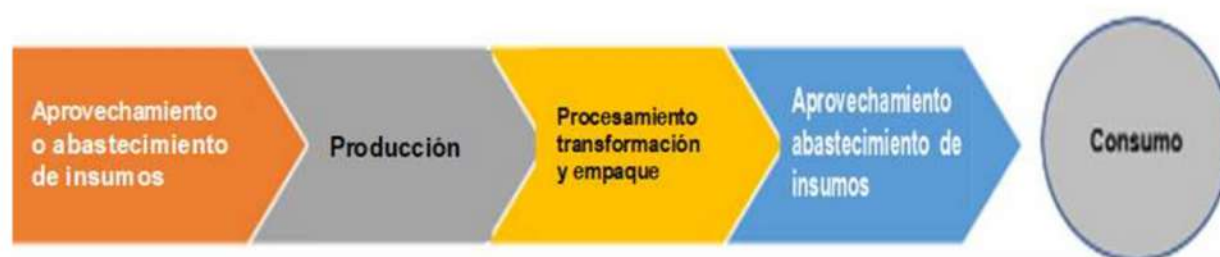 Aprovechamiento
o abastecimiento
de insumos
Producción
Procesamiento
transformación
y empaque
Aprovechamiento
abastecimiento de
insumos
Consumo